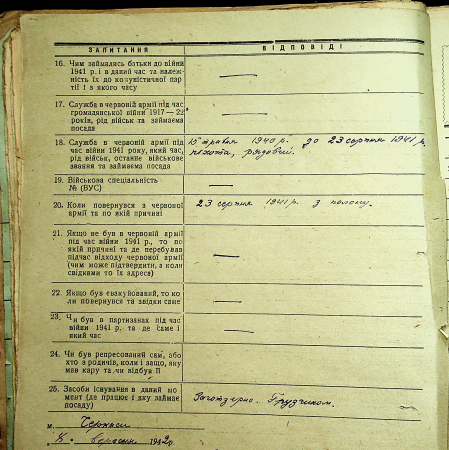 ЗАПИТАННЯ ВІДПОВІДІ
16. Чим займались батьки до війни
1941 р. і в даний час та належ-
ність їх до комуністичної пар-
тії і з якого часу —
17. Служба в червоній армії під час
громадянської війни 1917—22
років, рід військ та займаєма
посада —
18. Служба в червоній армії під
час війни 1941 року, який час,
рід військ, останнє військове
звання та займаєма посада
15 травня 1940 р. до 23 серпня 1941 р.
піхота, рядовий.
19. Військова спеціальність
№ (ВУС) —
20. Коли повернувся з червоної
армії та по якій причині
23 серпня 1941 р. з полону.
21. Якщо не був в червоній армії
під час війни 1941 р., то по
якій причині та де перебував
підчас відходу червоної армії
(чим може підтвердити, а коли
свідками то їх адреса) —
22. Якщо був евакуйований, то ко
ли повернувся та звідки саме —
23. Чи був в партизанах під час
війни 1941 р. та де саме і
який час —
24. Чи був репресований сам, або
хто з родичів, коли і защо, яку
мав кару та чи відбув її —
25. Засоби існування в даний мо
мент (де працює і яку займає
посаду)
Заготзерно. Грузчиком.
м. Черкаси
8 " вересня 1942 р.